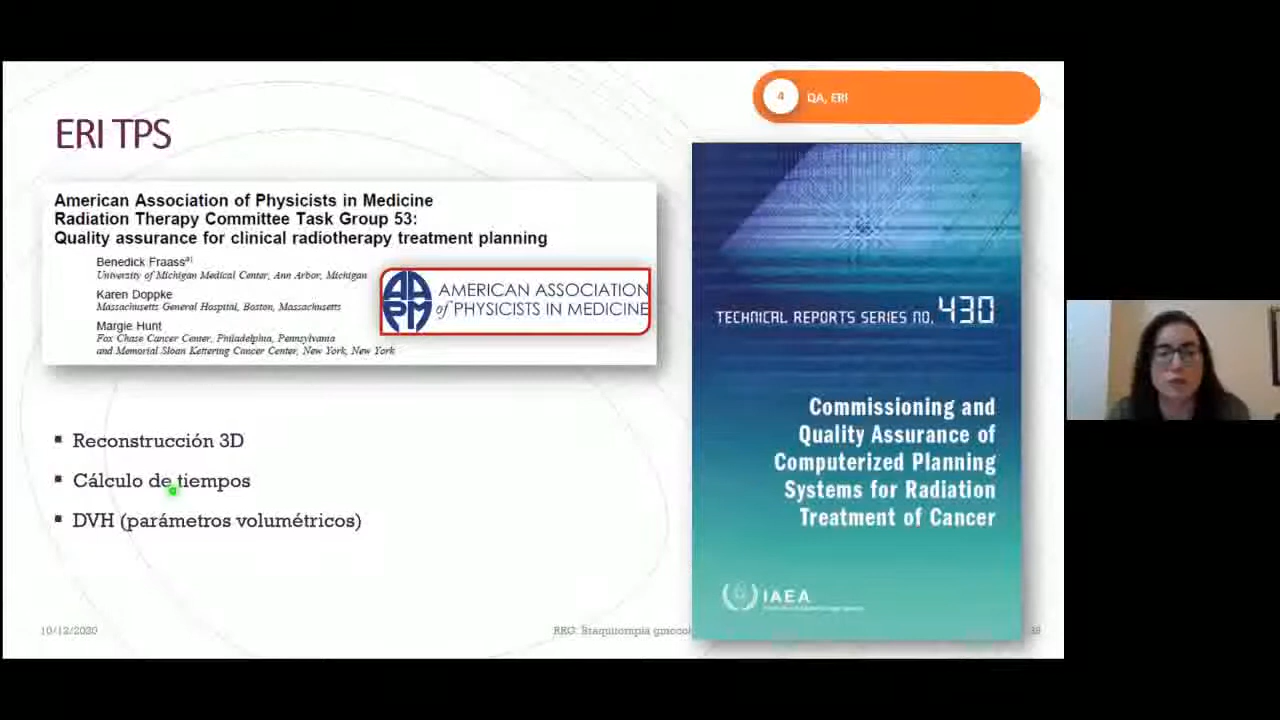 4 QA, ERI
ERI TPS
American Association of Physicists in Medicine
Radiation Therapy Committee Task Group 53:
Quality assurance for clinical radiotherapy treatment planning
Benedick Fraass
University of Michigan Medical Center, Ann Arbor, Michigan
Karen Doppke
Massachusetts General Hospital, Boston, Massachusetts
Margie Hunt
Fox Chase Cancer Center, Philadelphia, Pennsylvania
and Memorial Sloan Kettering Cancer Center, New York, New York
AAPM
AMERICAN ASSOCIATION
of PHYSICISTS IN MEDICINE
▪ Reconstrucción 3D
▪ Cálculo de tiempos
▪ DVH (parámetros volumétricos)
TECHNICAL REPORTS SERIES NO. 430
Commissioning and
Quality Assurance of
Computerized Planning
Systems for Radiation
Treatment of Cancer
IAEA
10/12/2020